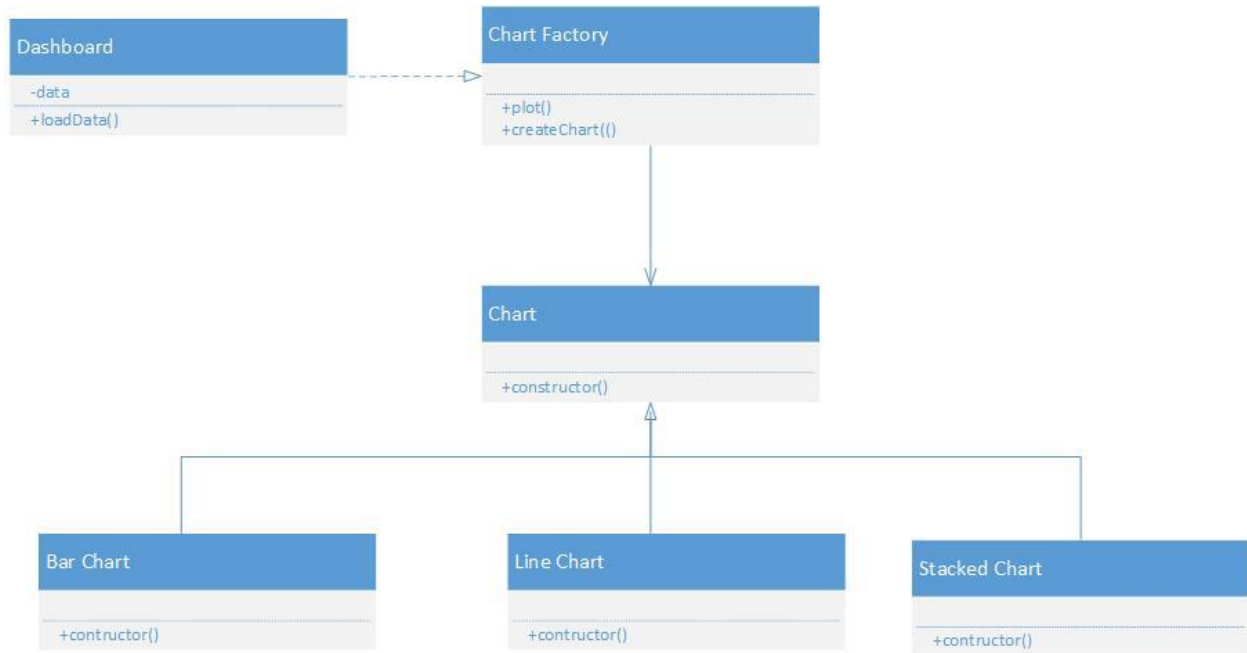 Dashboard
-data
+loadData()
Chart Factory
+plot()
+createChart(()
Chart
+constructor()
Bar Chart
+contructor()
Line Chart
+contructor()
Stacked Chart
+contructor()